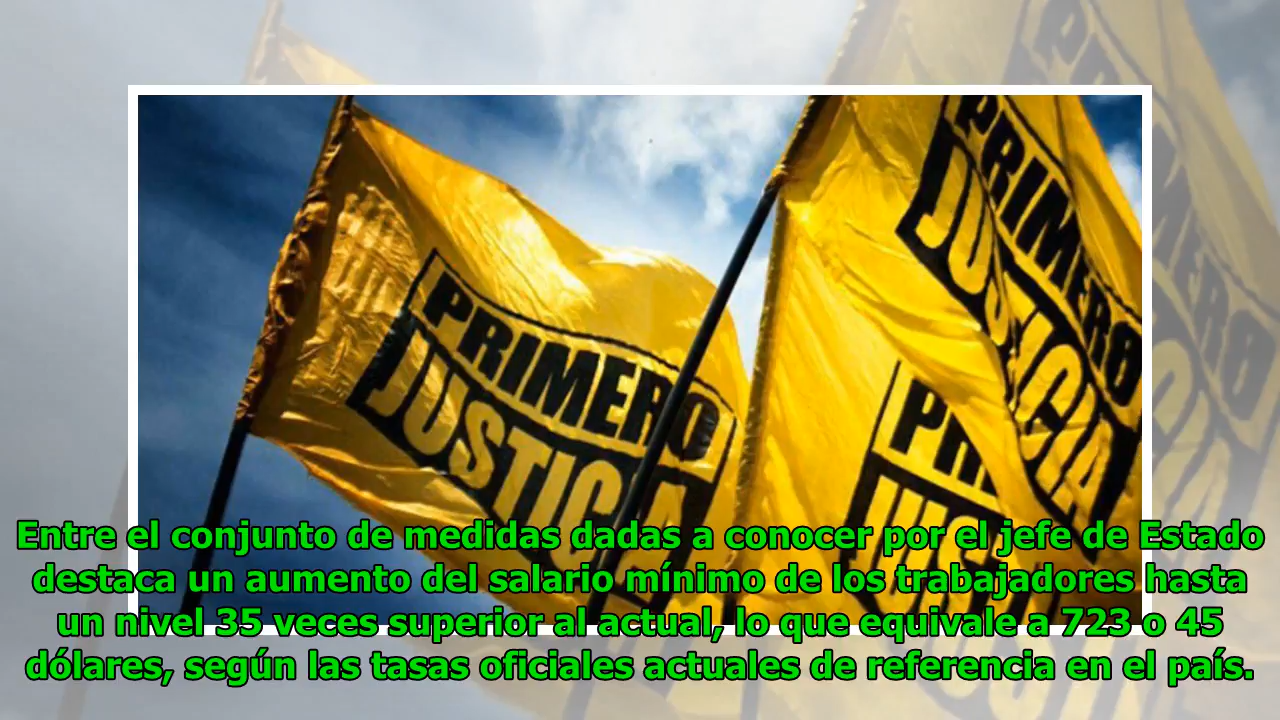 PRIMERO
JUSTICIA
PRIMERO
JUSTICIA
Entre el conjunto de medidas dadas a conocer por el jefe de Estado
destaca un aumento del salario mínimo de los trabajadores hasta
un nivel 35 veces superior al actual, lo que equivale a 723 o 45
dólares, según las tasas oficiales actuales de referencia en el país.